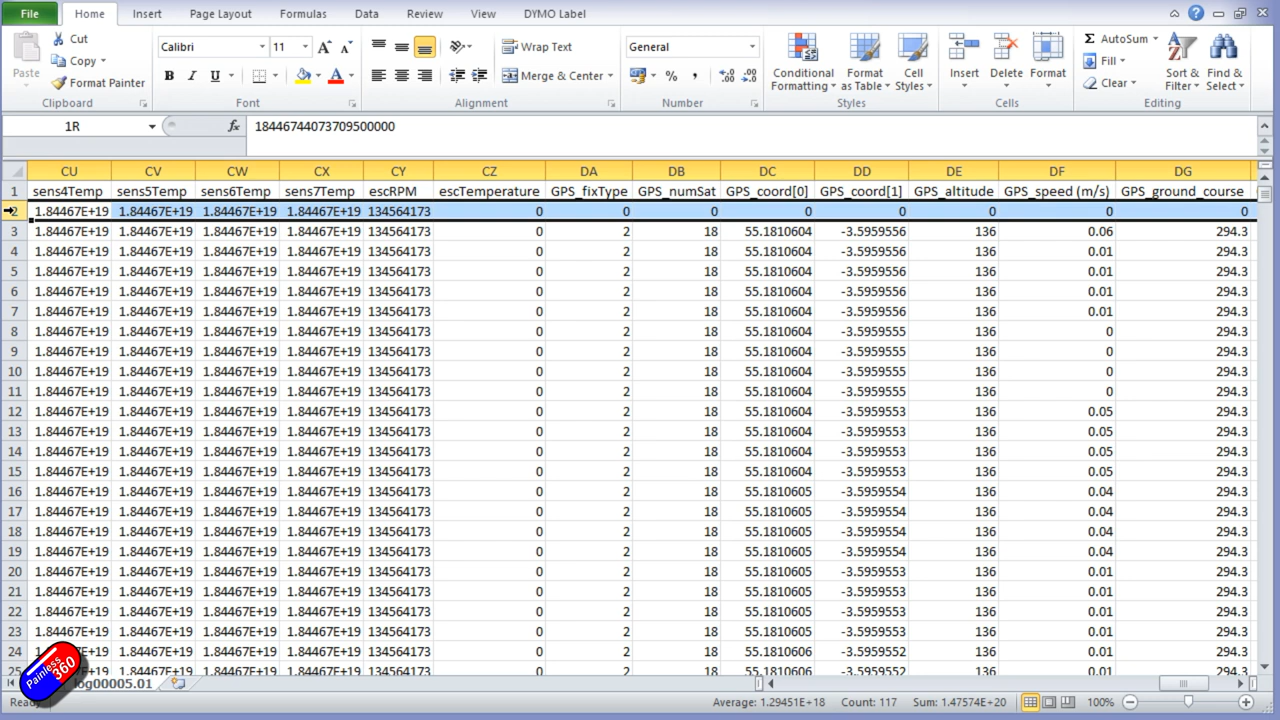 File Home Insert Page Layout Formulas Data Review View DYMO Label
Paste Cut Copy Format Painter Clipboard
Calibri 11 B I U Font
Wrap Text Merge & Center Alignment
General % , Number
Conditional Formatting Format as Table Cell Styles Styles
Insert Delete Format Cells
Σ AutoSum Fill Clear Sort & Filter Find & Select Editing
1R fx 18446744073709500000
CU CV CW CX CY CZ DA DB DC DD DE DF DG
1 sens4Temp sens5Temp sens6Temp sens7Temp escRPM escTemperature GPS_fixType GPS_numSat GPS_coord[0] GPS_coord[1] GPS_altitude GPS_speed (m/s) GPS_ground_course
2 1.84467E+19 1.84467E+19 1.84467E+19 1.84467E+19 134564173 0 0 0 0 0 0 0 0
3 1.84467E+19 1.84467E+19 1.84467E+19 1.84467E+19 134564173 0 2 18 55.1810604 -3.5959556 136 0.06 294.3
4 1.84467E+19 1.84467E+19 1.84467E+19 1.84467E+19 134564173 0 2 18 55.1810604 -3.5959556 136 0.01 294.3
5 1.84467E+19 1.84467E+19 1.84467E+19 1.84467E+19 134564173 0 2 18 55.1810604 -3.5959556 136 0.01 294.3
6 1.84467E+19 1.84467E+19 1.84467E+19 1.84467E+19 134564173 0 2 18 55.1810604 -3.5959556 136 0.01 294.3
7 1.84467E+19 1.84467E+19 1.84467E+19 1.84467E+19 134564173 0 2 18 55.1810604 -3.5959556 136 0.01 294.3
8 1.84467E+19 1.84467E+19 1.84467E+19 1.84467E+19 134564173 0 2 18 55.1810604 -3.5959555 136 0 294.3
9 1.84467E+19 1.84467E+19 1.84467E+19 1.84467E+19 134564173 0 2 18 55.1810604 -3.5959555 136 0 294.3
10 1.84467E+19 1.84467E+19 1.84467E+19 1.84467E+19 134564173 0 2 18 55.1810604 -3.5959555 136 0 294.3
11 1.84467E+19 1.84467E+19 1.84467E+19 1.84467E+19 134564173 0 2 18 55.1810604 -3.5959555 136 0 294.3
12 1.84467E+19 1.84467E+19 1.84467E+19 1.84467E+19 134564173 0 2 18 55.1810604 -3.5959553 136 0.05 294.3
13 1.84467E+19 1.84467E+19 1.84467E+19 1.84467E+19 134564173 0 2 18 55.1810604 -3.5959553 136 0.05 294.3
14 1.84467E+19 1.84467E+19 1.84467E+19 1.84467E+19 134564173 0 2 18 55.1810604 -3.5959553 136 0.05 294.3
15 1.84467E+19 1.84467E+19 1.84467E+19 1.84467E+19 134564173 0 2 18 55.1810604 -3.5959553 136 0.05 294.3
16 1.84467E+19 1.84467E+19 1.84467E+19 1.84467E+19 134564173 0 2 18 55.1810605 -3.5959554 136 0.04 294.3
17 1.84467E+19 1.84467E+19 1.84467E+19 1.84467E+19 134564173 0 2 18 55.1810605 -3.5959554 136 0.04 294.3
18 1.84467E+19 1.84467E+19 1.84467E+19 1.84467E+19 134564173 0 2 18 55.1810605 -3.5959554 136 0.04 294.3
19 1.84467E+19 1.84467E+19 1.84467E+19 1.84467E+19 134564173 0 2 18 55.1810605 -3.5959554 136 0.04 294.3
20 1.84467E+19 1.84467E+19 1.84467E+19 1.84467E+19 134564173 0 2 18 55.1810605 -3.5959553 136 0.01 294.3
21 1.84467E+19 1.84467E+19 1.84467E+19 1.84467E+19 134564173 0 2 18 55.1810605 -3.5959553 136 0.01 294.3
22 1.84467E+19 1.84467E+19 1.84467E+19 1.84467E+19 134564173 0 2 18 55.1810605 -3.5959553 136 0.01 294.3
23 1.84467E+19 1.84467E+19 1.84467E+19 1.84467E+19 134564173 0 2 18 55.1810605 -3.5959553 136 0.01 294.3
24 1.84467E+19 1.84467E+19 1.84467E+19 1.84467E+19 134564173 0 2 18 55.1810606 -3.5959552 136 0.01 294.3
25 1.84467E+19 1.84467E+19 1.84467E+19 1.84467E+19 134564173 0 2 18 55.1810606 -3.5959552 136 0.01 294.3
Painless 360
log00005.01
Ready Average: 1.29451E+18 Count: 117 Sum: 1.47574E+20 100%